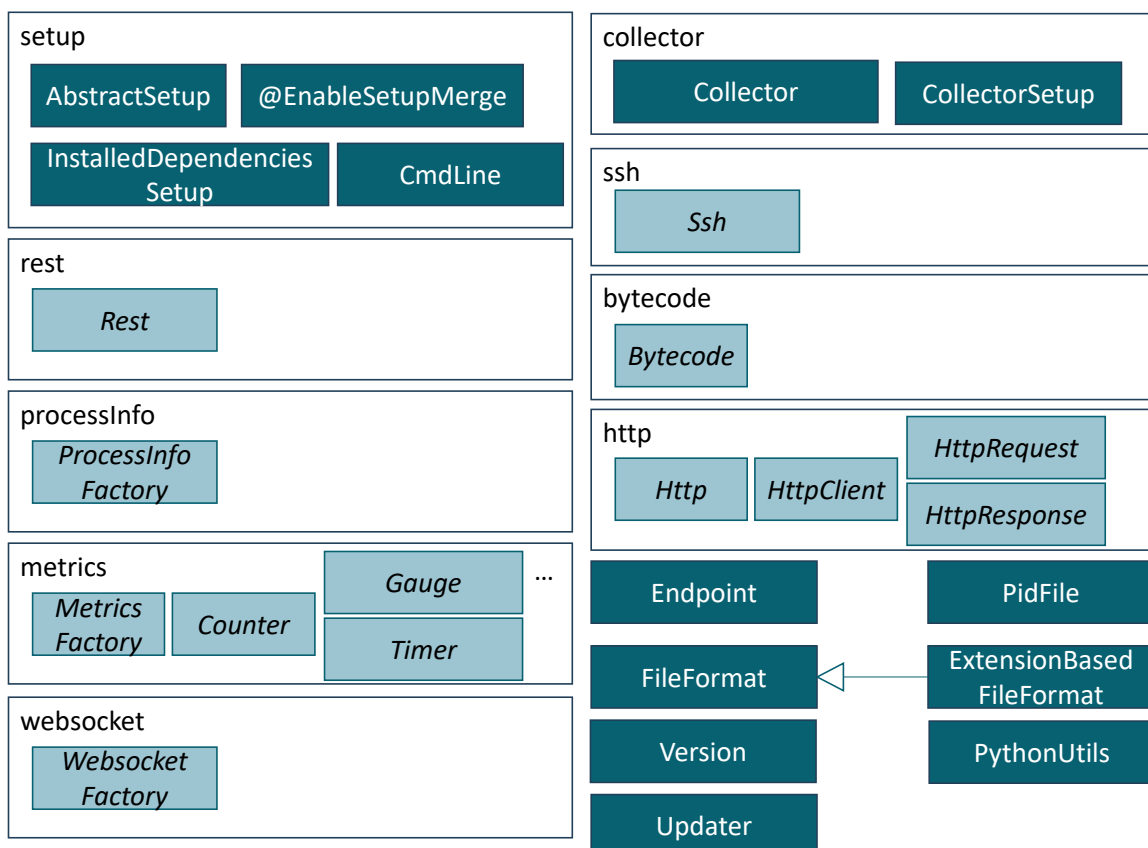 setup
AbstractSetup
@EnableSetupMerge
InstalledDependencies
Setup
CmdLine
rest
Rest
processInfo
ProcessInfo
Factory
metrics
Metrics
Factory
Counter
Gauge
Timer
...
websocket
Websocket
Factory
collector
Collector
CollectorSetup
ssh
Ssh
bytecode
Bytecode
http
Http
HttpClient
HttpRequest
HttpResponse
Endpoint
PidFile
FileFormat
ExtensionBased
FileFormat
Version
PythonUtils
Updater